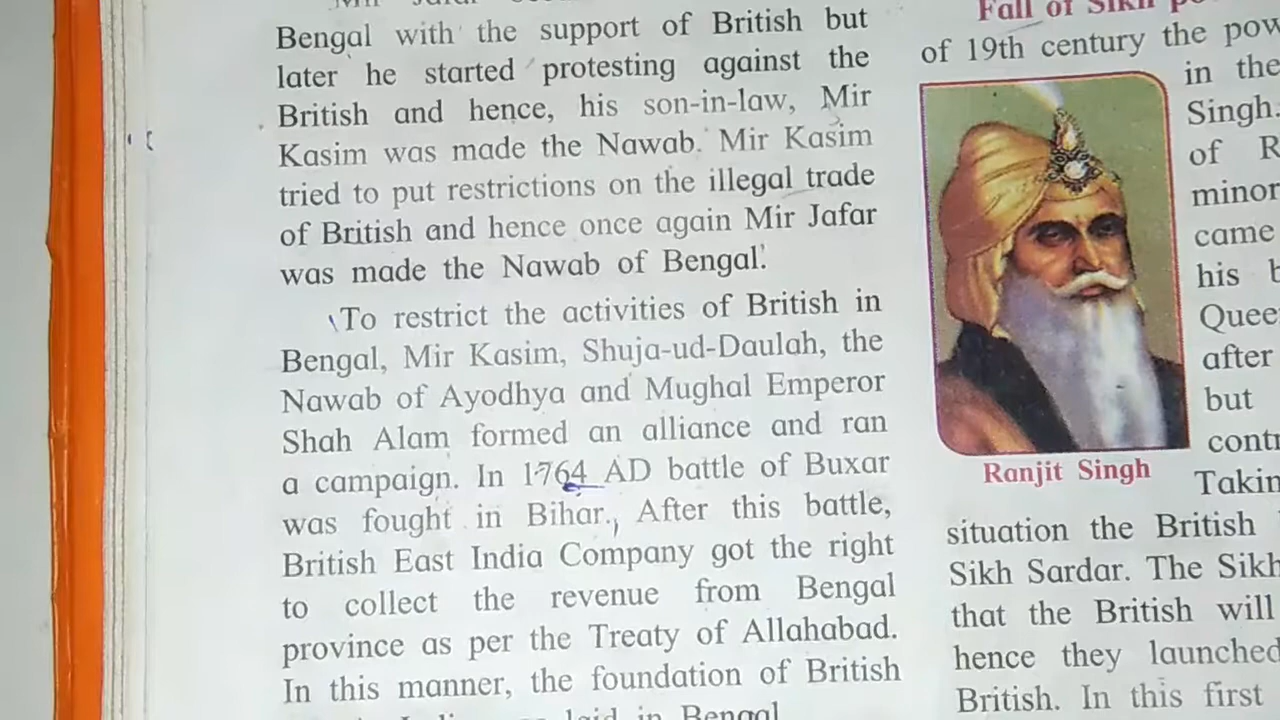 Bengal with the support of British but
later he started protesting against the
British and hence, his son-in-law, Mir
Kasim was made the Nawab. Mir Kasim
tried to put restrictions on the illegal trade
of British and hence once again Mir Jafar
was made the Nawab of Bengal.
To restrict the activities of British in
Bengal, Mir Kasim, Shuja-ud-Daulah, the
Nawab of Ayodhya and Mughal Emperor
Shah Alam formed an alliance and ran
a campaign. In 1764 AD battle of Buxar
was fought in Bihar. After this battle,
British East India Company got the right
to collect the revenue from Bengal
province as per the Treaty of Allahabad.
In this manner, the foundation of British
laid in Bengal
Fall of Sikh
of 19th century the pow
in the
Singh.
of R
minor
came
his b
Quee
after
but
contr
Takin
Ranjit Singh
situation the British
Sikh Sardar. The Sikh
that the British will
hence they launched
British. In this first